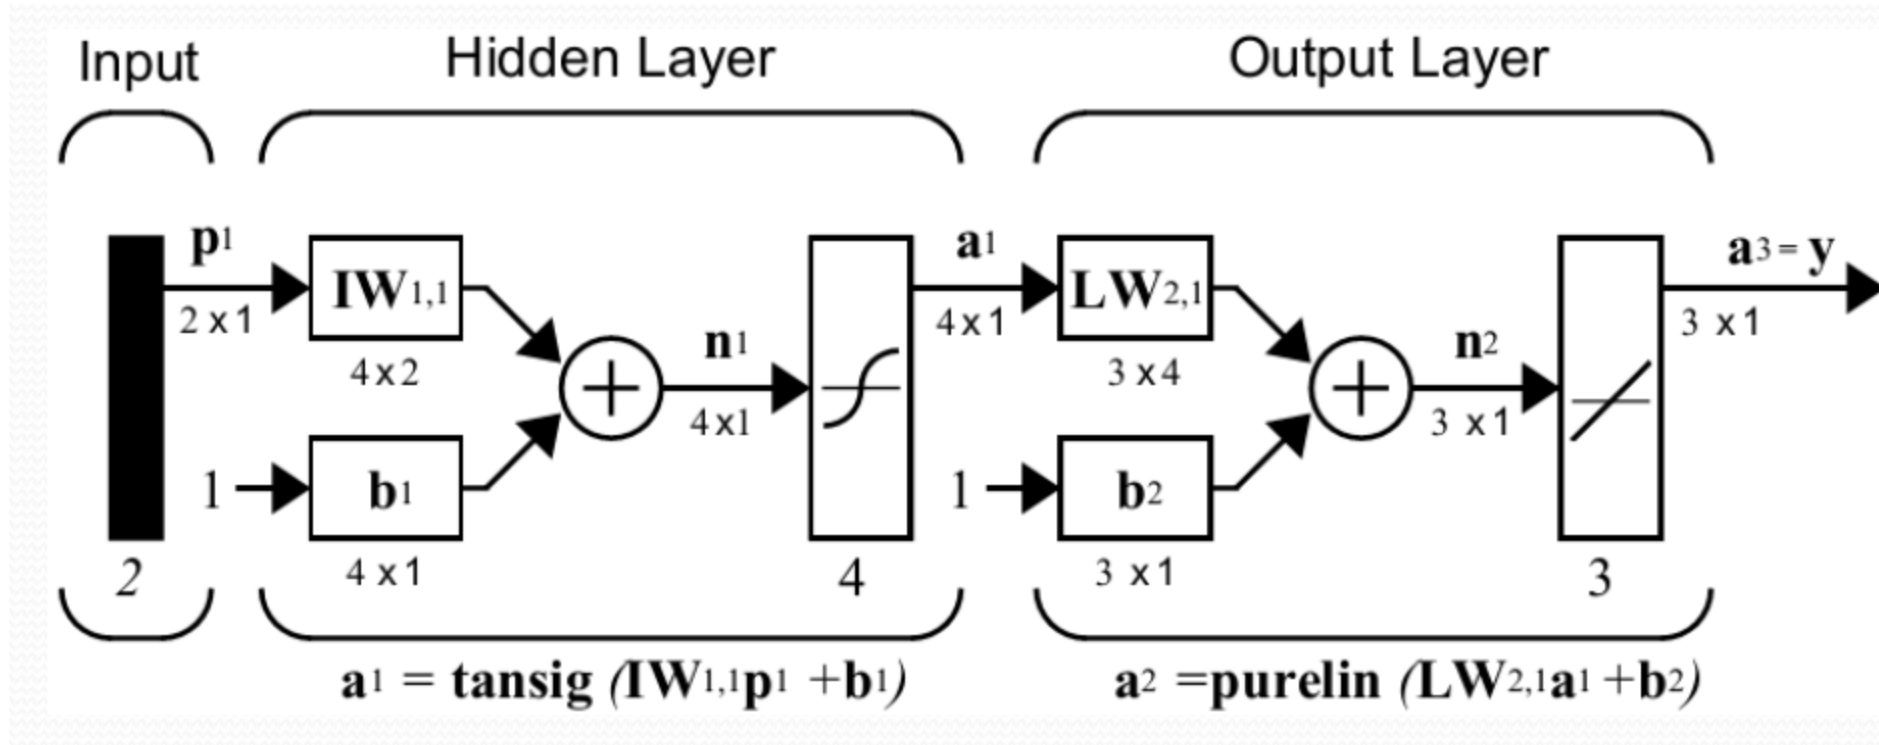 Input
Hidden Layer
Output Layer
p1
a1
a3 = y
IW1,1
LW2,1
2 x 1
4 x 1
3 x 1
n1
n2
4 x 2
3 x 4
4 x 1
3 x 1
1
b1
1
b2
4 x 1
3 x 1
2
4
3
a1 = tansig (IW1,1p1 +b1)
a2 =purelin (LW2,1a1 +b2)